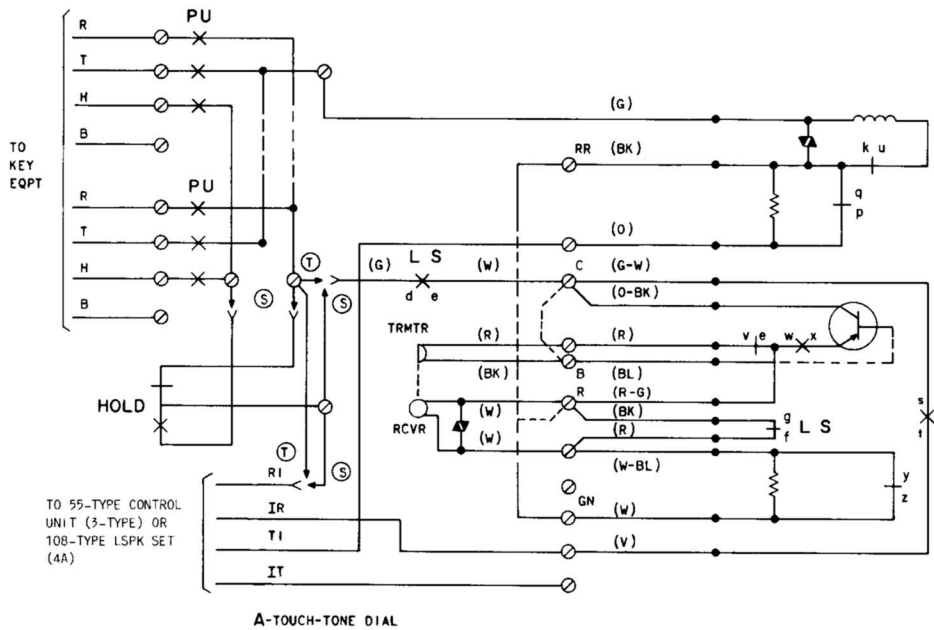 R PU
T
H (G)
B k u
TO
KEY
EQPT
RR (BK)
PU q
R p
T (O)
H T (G) L S (W) C (G-W)
S S d e (O-BK)
B
TRMTR (R) (R) v e w x
(BK) B (BL)
HOLD R (R-G) s
(W) (BK) g
RCVR (R) f L S t
(W)
T (W-BL) y
RI S z
GN
TO 55-TYPE CONTROL
UNIT (3-TYPE) OR
108-TYPE LSPK SET
(4A)
IR (W)
TI (V)
IT
A-TOUCH-TONE DIAL